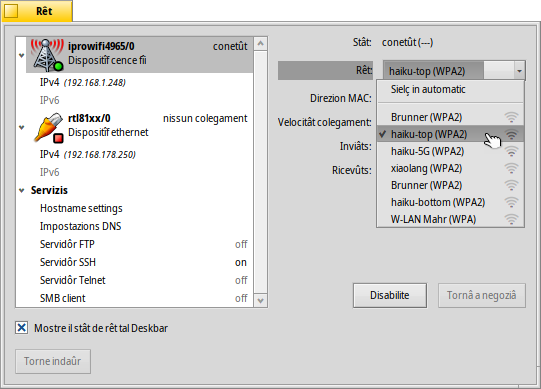 Rêt
iprowifi4965/0 conetût
Dispositîf cence fîi
IPv4 (192.168.1.248)
IPv6
rtl81xx/0 nissun colegament
Dispositîf ethernet
IPv4 (192.168.178.250)
IPv6
Servizis
Hostname settings
Impostazions DNS
Servidôr FTP off
Servidôr SSH on
Servidôr Telnet off
SMB client off
Stât: conetût (---)
Rêt: haiku-top (WPA2)
Sielç in automatic
Direzion MAC:
Brunner (WPA2)
Velocitât colegament:
haiku-top (WPA2)
Inviâts:
haiku-5G (WPA2)
Ricevûts:
xiaolang (WPA2)
Brunner (WPA2)
haiku-bottom (WPA2)
W-LAN Mahr (WPA)
Disabilite
Tornâ a negoziâ
Mostre il stât de rêt tal Deskbar
Torne indaûr